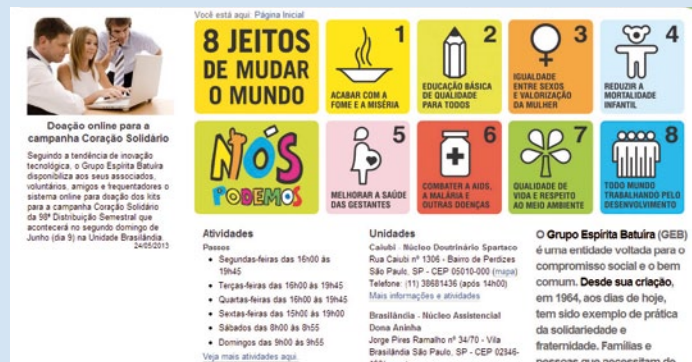 Você está aqui: Página Inicial
8 JEITOS
DE MUDAR
O MUNDO
1
ACABAR COM A
FOME E A MISÉRIA
2
EDUCAÇÃO BÁSICA
DE QUALIDADE
PARA TODOS
3
IGUALDADE
ENTRE SEXOS
E VALORIZAÇÃO
DA MULHER
4
REDUZIR A
MORTALIDADE
INFANTIL
NÓS
PODEMOS
5
MELHORAR A SAÚDE
DAS GESTANTES
6
COMBATER A AIDS,
A MALÁRIA E
OUTRAS DOENÇAS
7
QUALIDADE DE
VIDA E RESPEITO
AO MEIO AMBIENTE
8
TODO MUNDO
TRABALHANDO PELO
DESENVOLVIMENTO
Doação online para a
campanha Coração Solidário
Seguindo a tendência de inovação
tecnológica, o Grupo Espírita Batuíra
disponibiliza aos seus associados,
voluntários, amigos e frequentadores o
sistema online para doação dos kits
para a campanha Coração Solidário
da 98ª Distribuição Semestral que
acontecerá no segundo domingo de
Junho (dia 9) na Unidade Brasilândia.
24/05/2013
Atividades
Passos
• Segundas-feiras das 16h00 às
19h45
• Terças-feiras das 16h00 às 19h45
• Quartas-feiras das 16h00 às 19h45
• Sextas-feiras das 15h00 às 19h00
• Sábados das 8h00 às 8h55
• Domingos das 9h00 às 9h55
Veja mais atividades aqui.
Unidades
Caiubi - Núcleo Doutrinário Spartaco
Rua Caiubi nº 1306 - Bairro de Perdizes
São Paulo, SP - CEP 05010-000 (mapa)
Telefone: (11) 38681436 (após 14h00)
Mais informações e atividades
Brasilândia - Núcleo Assistencial
Dona Aninha
Jorge Pires Ramalho nº 34/70 - Vila
Brasilândia São Paulo, SP - CEP 02846-
O Grupo Espírita Batuíra (GEB)
é uma entidade voltada para o
compromisso social e o bem
comum. Desde sua criação,
em 1964, aos dias de hoje,
tem sido exemplo de prática
da solidariedade e
fraternidade. Famílias e
pessoas que necessitam de